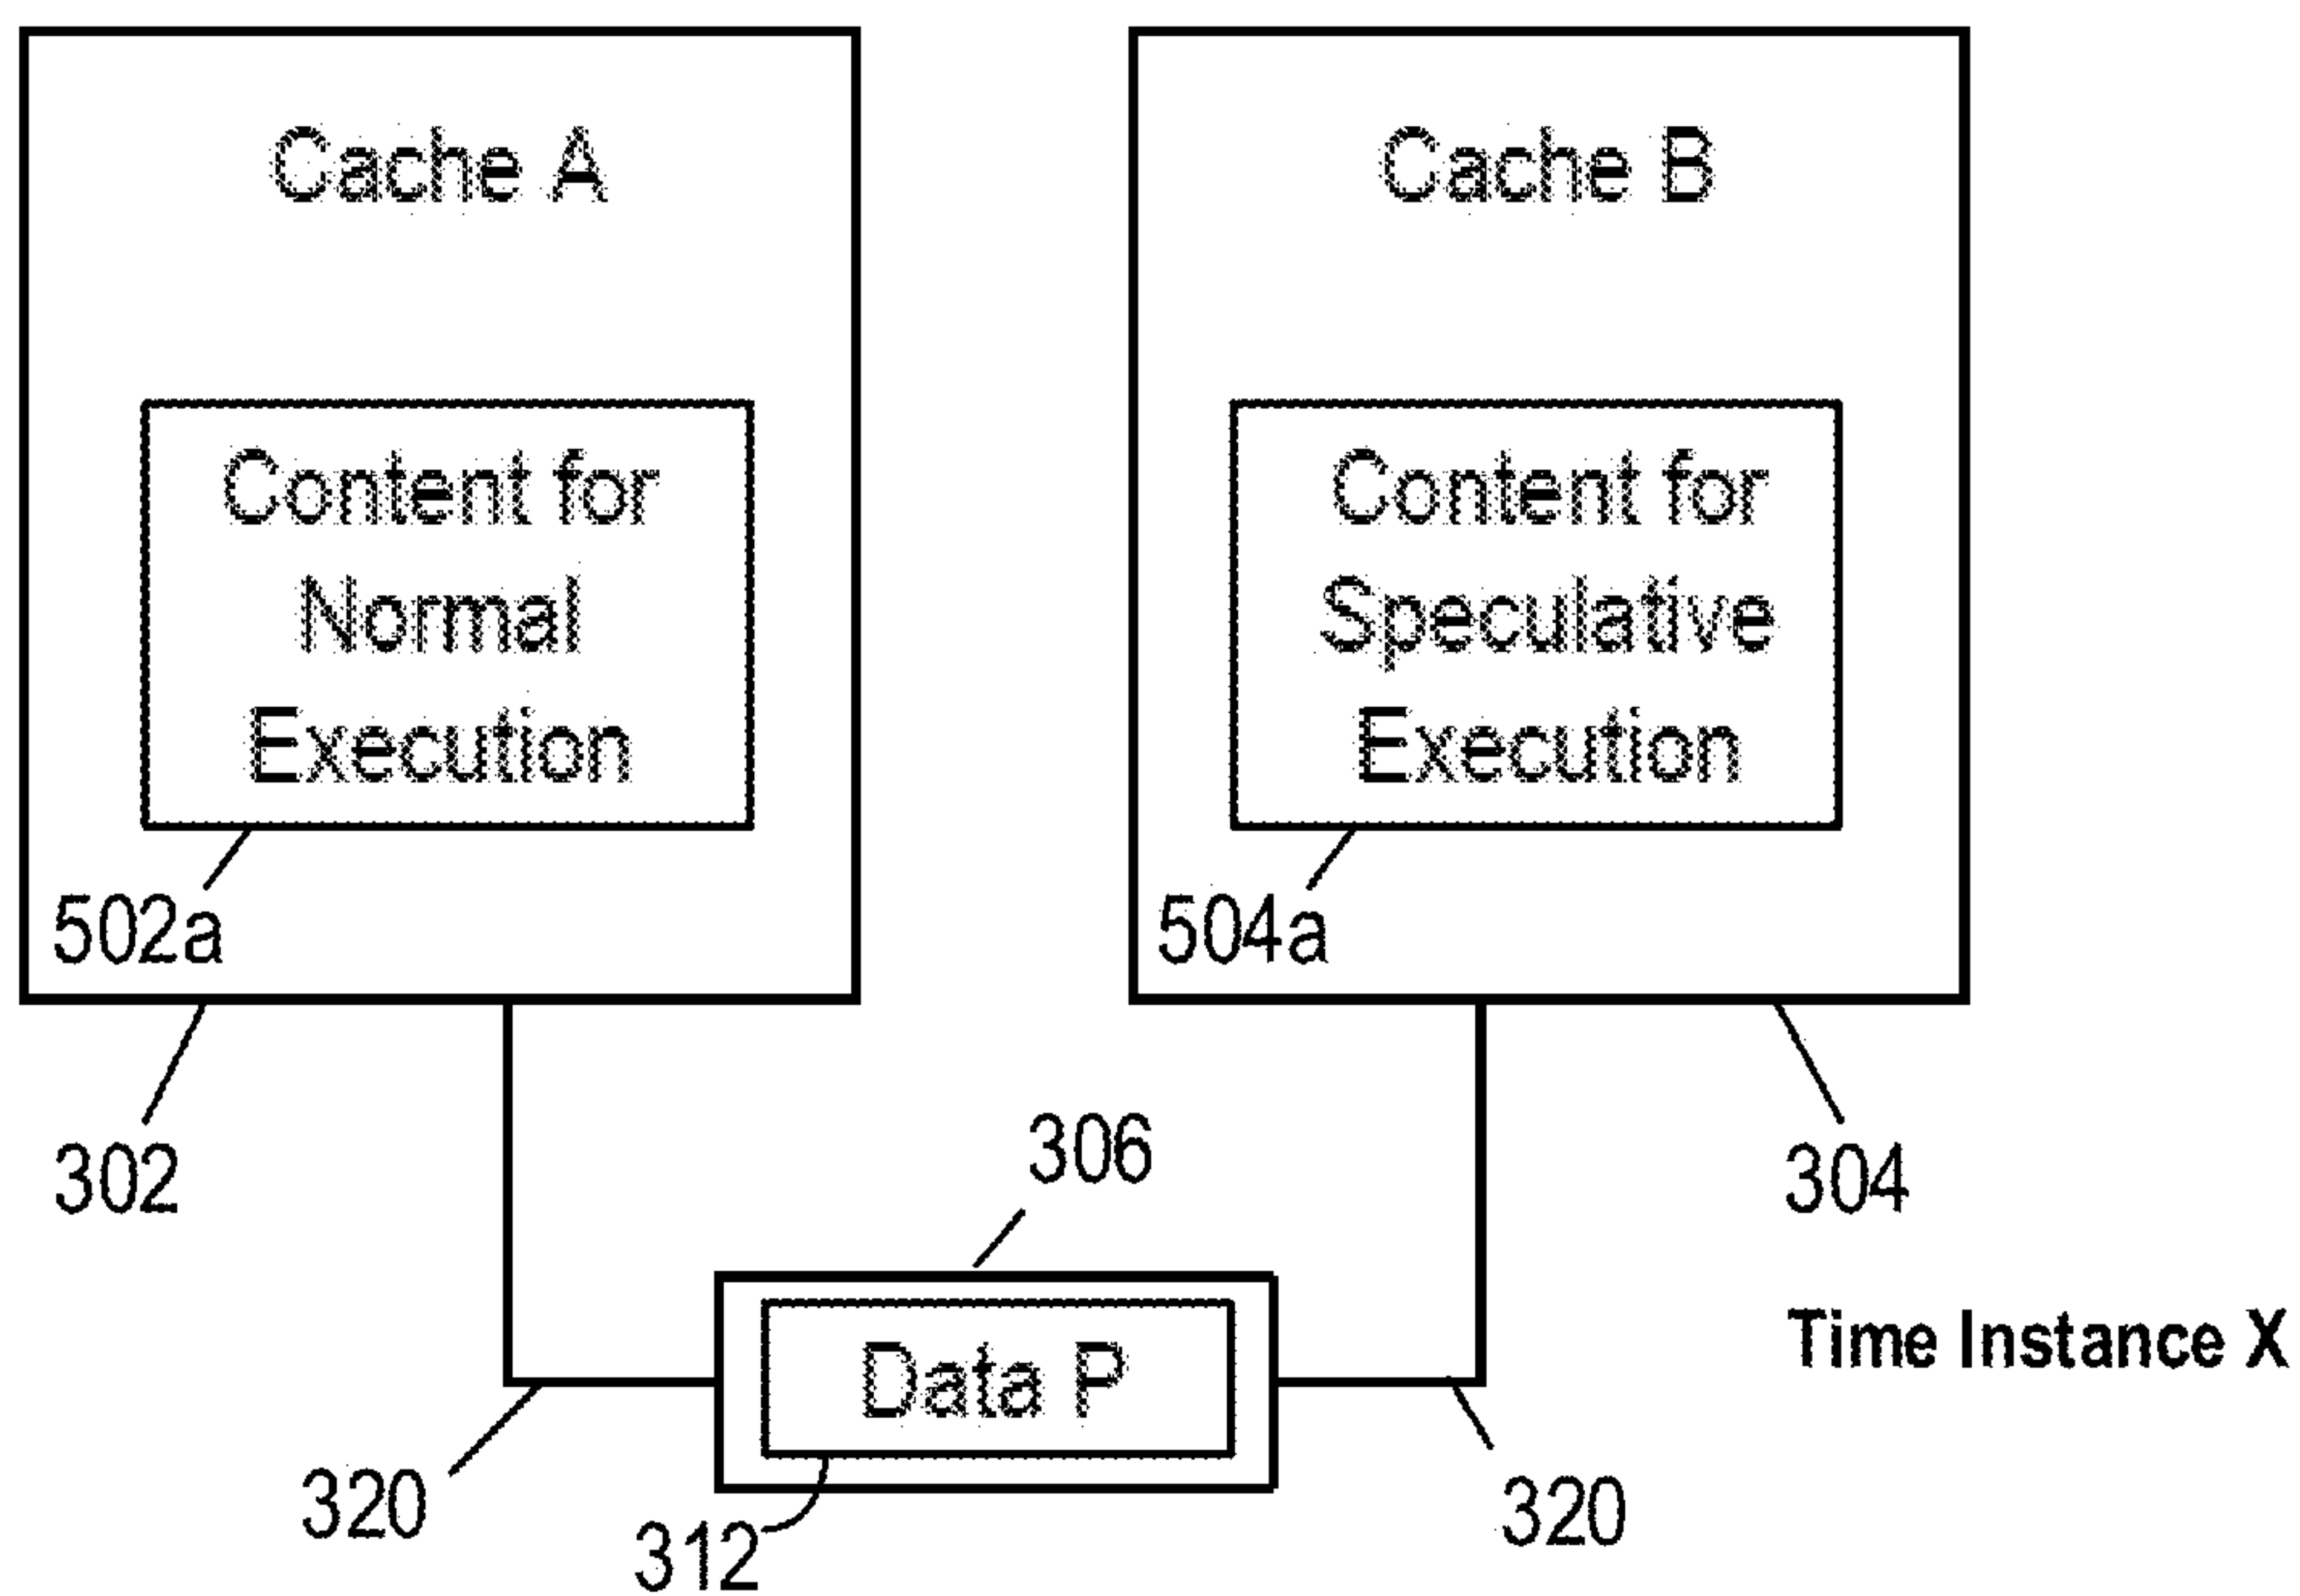 Cache A
Content for
Normal
Execution
502a
302
Cache B
Content for
Speculative
Execution
504a
304
306
Data P
312
320
320
Time Instance X